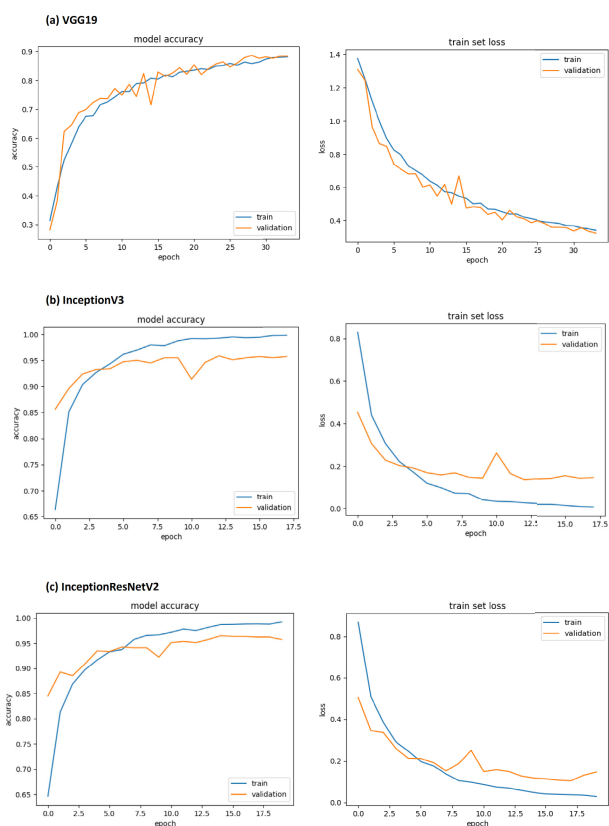 (a) VGG19
model accuracy
train set loss
0.9
0.8
0.7
0.6
0.5
0.4
0.3
accuracy
train
validation
0 5 10 15 20 25 30
epoch
1.4
1.2
1.0
0.8
0.6
0.4
loss
train
validation
0 5 10 15 20 25 30
epoch
(b) InceptionV3
model accuracy
train set loss
1.00
0.95
0.90
0.85
0.80
0.75
0.70
0.65
accuracy
train
validation
0.0 2.5 5.0 7.5 10.0 12.5 15.0 17.5
epoch
0.8
0.6
0.4
0.2
0.0
loss
train
validation
0.0 2.5 5.0 7.5 10.0 12.5 15.0 17.5
epoch
(c) InceptionResNetV2
model accuracy
train set loss
1.00
0.95
0.90
0.85
0.80
0.75
0.70
0.65
accuracy
train
validation
0.0 2.5 5.0 7.5 10.0 12.5 15.0 17.5
epoch
0.8
0.6
0.4
0.2
0.0
loss
train
validation
0.0 2.5 5.0 7.5 10.0 12.5 15.0 17.5
epoch